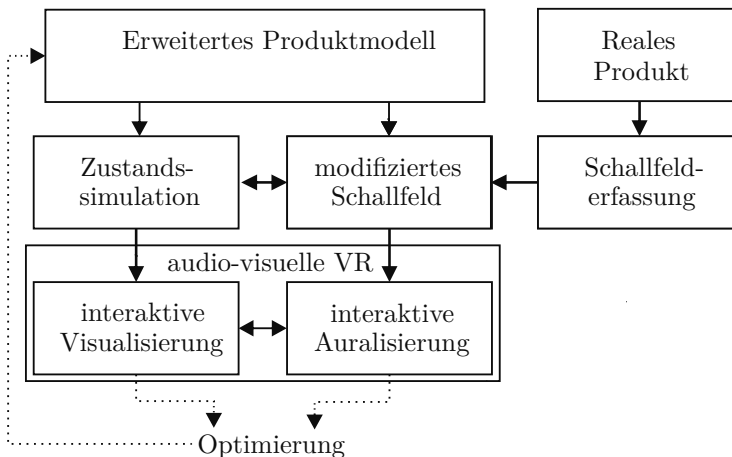 Erweitertes Produktmodell
Reales
Produkt
Zustands-
simulation
modifiziertes
Schallfeld
Schallfeld-
erfassung
audio-visuelle VR
interaktive
Visualisierung
interaktive
Auralisierung
Optimierung